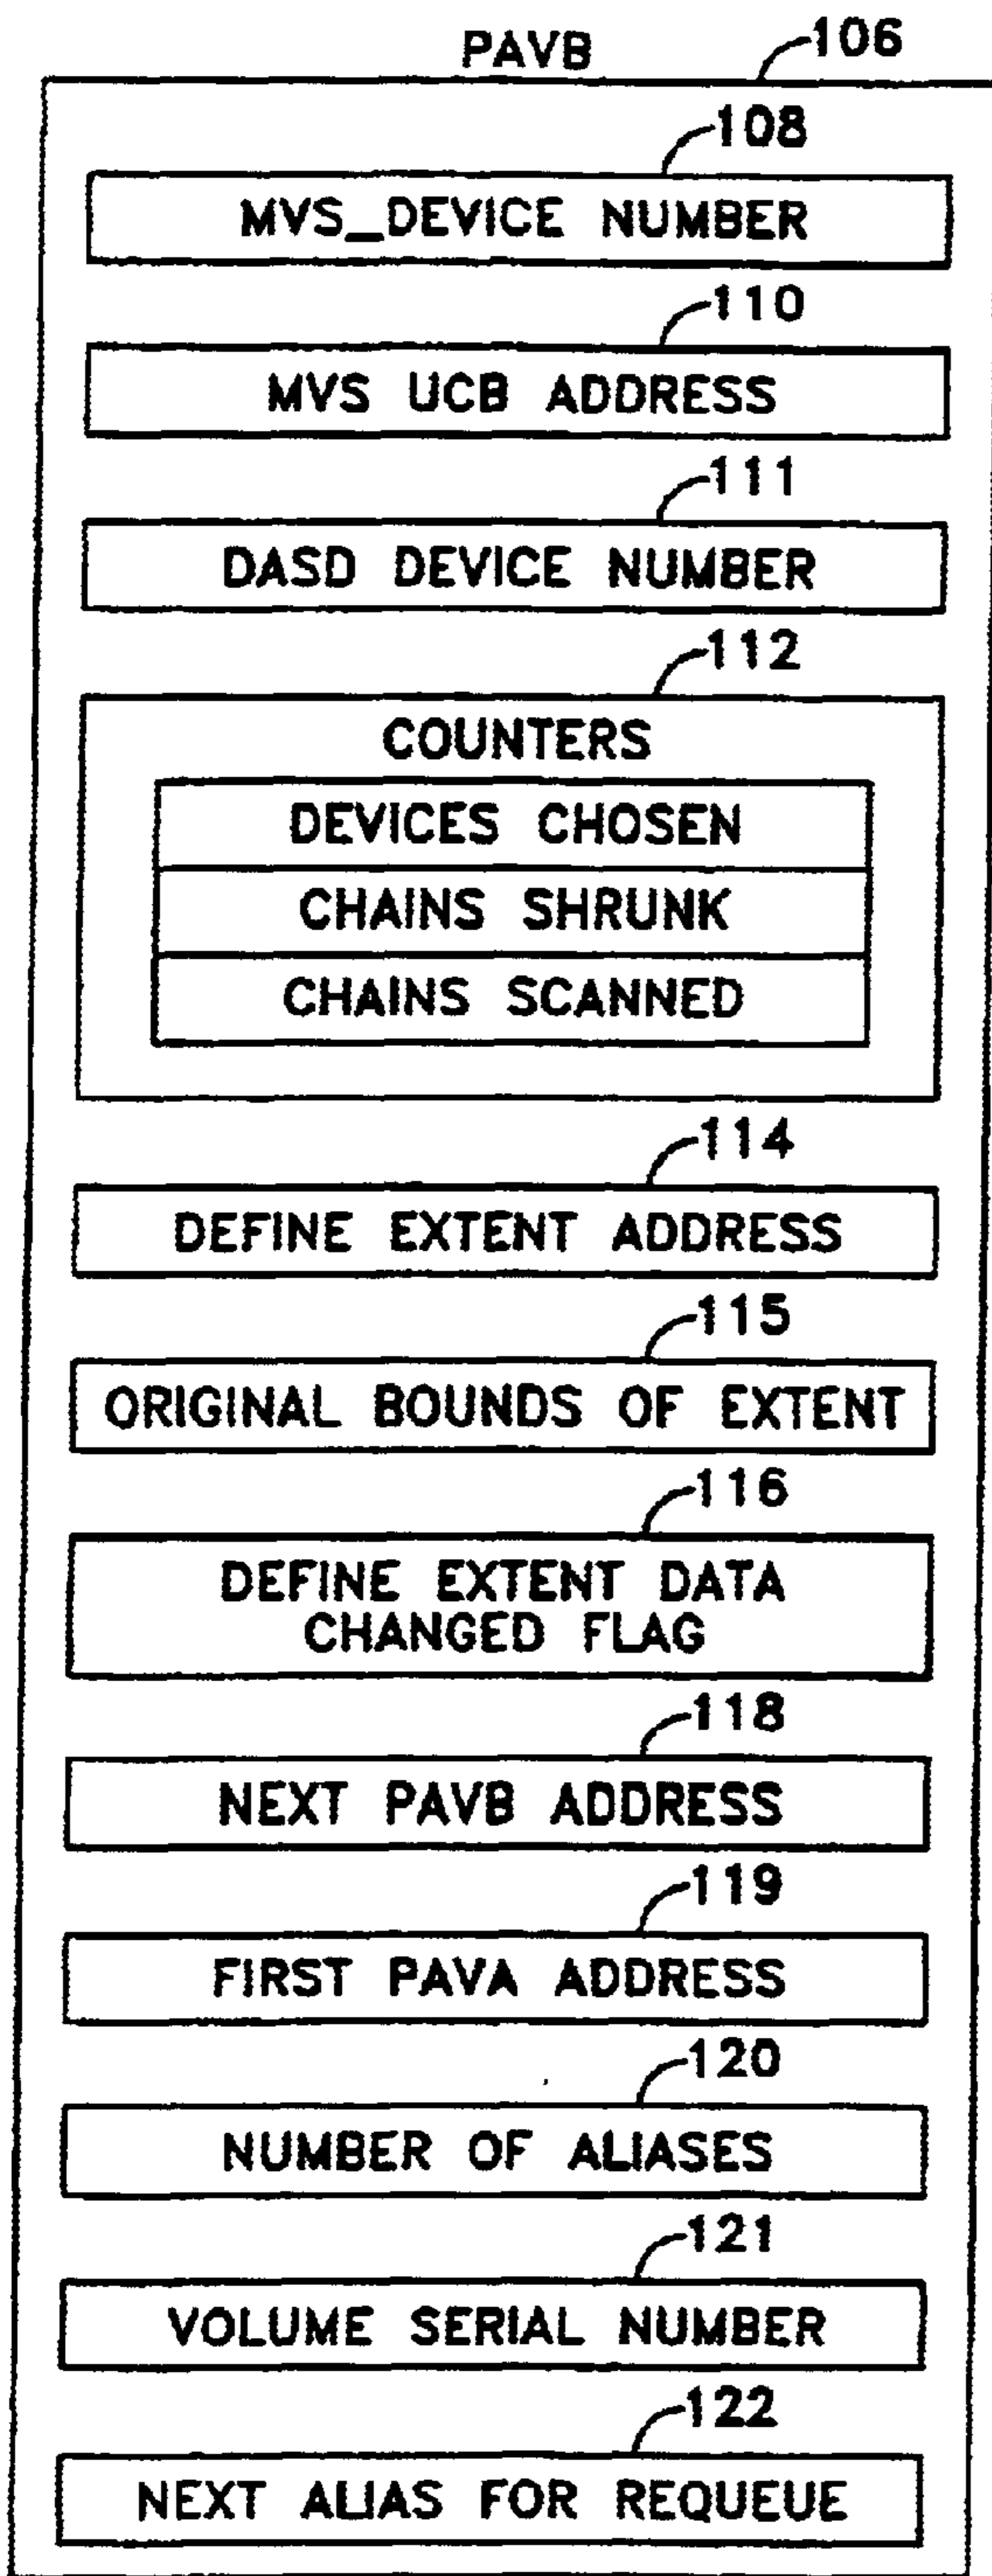 PAVB 106
108
MVS_DEVICE NUMBER
110
MVS UCB ADDRESS
111
DASD DEVICE NUMBER
112
COUNTERS
DEVICES CHOSEN
CHAINS SHRUNK
CHAINS SCANNED
114
DEFINE EXTENT ADDRESS
115
ORIGINAL BOUNDS OF EXTENT
116
DEFINE EXTENT DATA
CHANGED FLAG
118
NEXT PAVB ADDRESS
119
FIRST PAVA ADDRESS
120
NUMBER OF ALIASES
121
VOLUME SERIAL NUMBER
122
NEXT ALIAS FOR REQUEUE